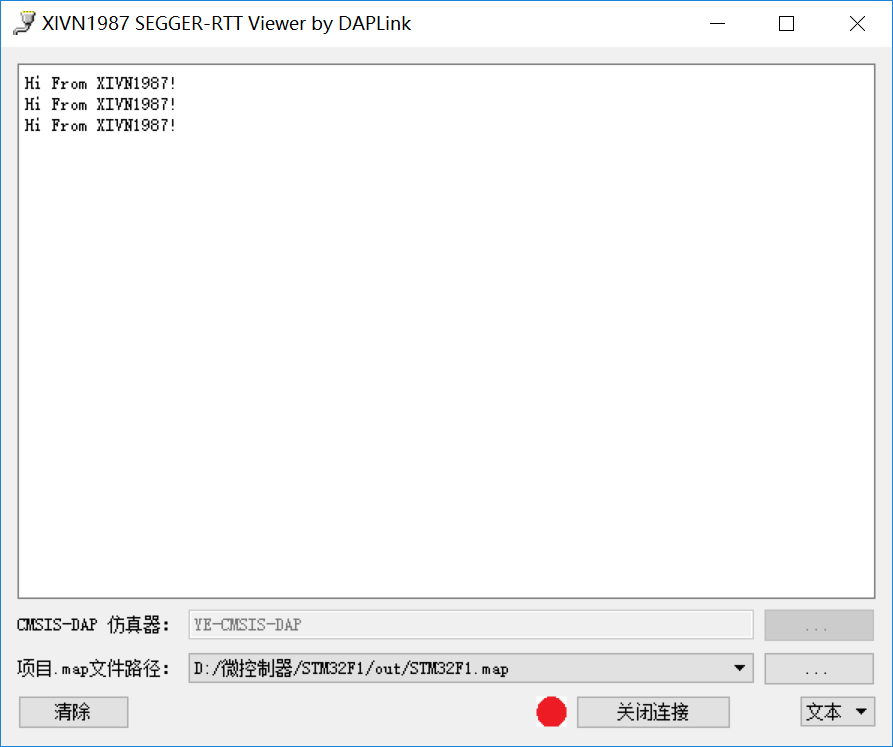 XIVN1987 SEGGER-RTT Viewer by DAPLink
Hi From XIVN1987!
Hi From XIVN1987!
Hi From XIVN1987!
CMSIS-DAP 仿真器: YE-CMSIS-DAP ...
项目.map文件路径: D:/微控制器/STM32F1/out/STM32F1.map ...
清除 关闭连接 文本